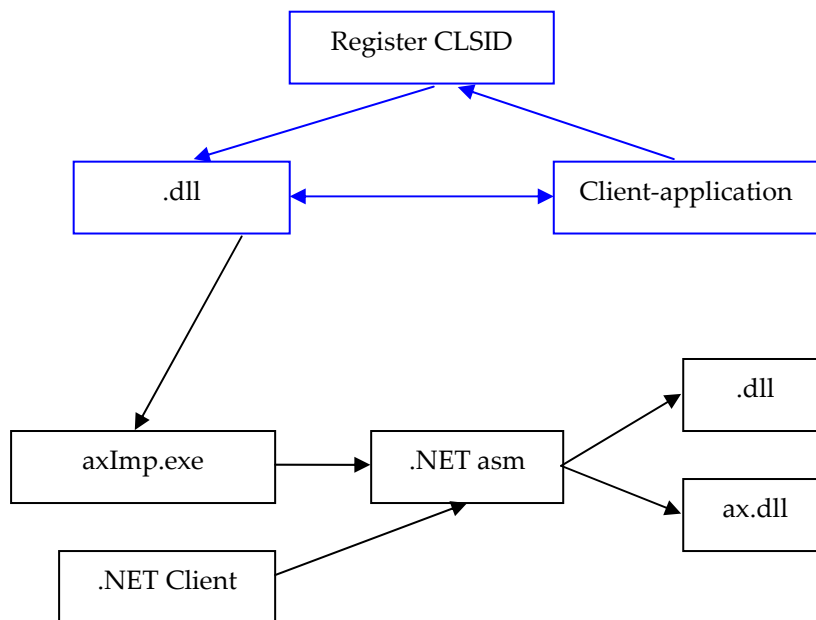 Register CLSID
.dll
Client-application
.dll
axImp.exe
.NET asm
ax.dll
.NET Client